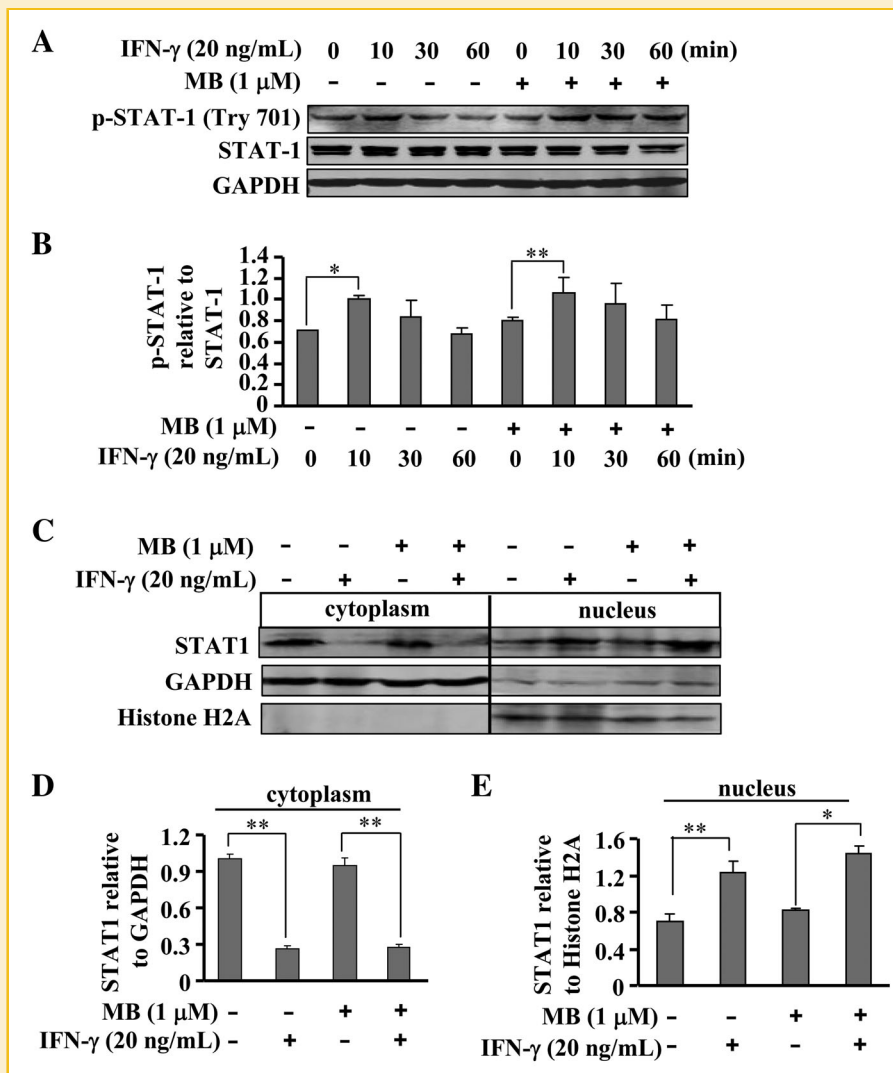 A
IFN-γ (20 ng/mL) 0 10 30 60 0 10 30 60 (min)
MB (1 μM) – – – – + + + +
p-STAT-1 (Try 701)
STAT-1
GAPDH
B
p-STAT-1
relative to
STAT-1
1.4
1.2
1.0
0.8
0.6
0.4
0.2
0
*
**
MB (1 μM) – – – – + + + +
IFN-γ (20 ng/mL) 0 10 30 60 0 10 30 60 (min)
C
MB (1 μM) – – + + – – + +
IFN-γ (20 ng/mL) – + – + – + – +
cytoplasm nucleus
STAT1
GAPDH
Histone H2A
D
cytoplasm
STAT1 relative
to GAPDH
1.2
0.9
0.6
0.3
0
**
**
MB (1 μM) – – + +
IFN-γ (20 ng/mL) – + – +
E
nucleus
STAT1 relative
to Histone H2A
1.6
1.2
0.8
0.4
0
**
*
MB (1 μM) – – + +
IFN-γ (20 ng/mL) – + – +